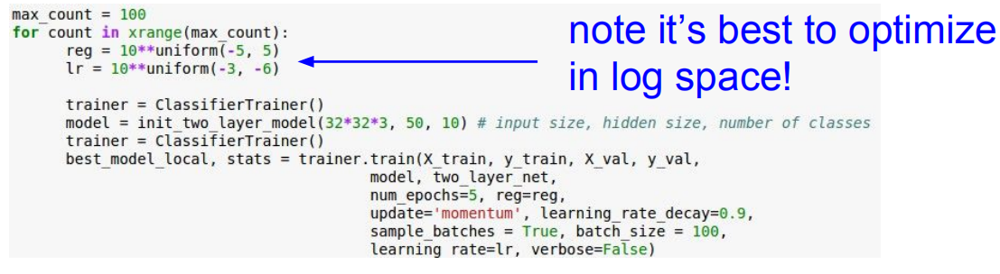 max_count = 100
for count in xrange(max_count):
      reg = 10**uniform(-5, 5)
      lr = 10**uniform(-3, -6)
note it's best to optimize
in log space!
      trainer = ClassifierTrainer()
      model = init_two_layer_model(32*32*3, 50, 10) # input size, hidden size, number of classes
      trainer = ClassifierTrainer()
      best_model_local, stats = trainer.train(X_train, y_train, X_val, y_val,
                                    model, two_layer_net,
                                    num_epochs=5, reg=reg,
                                    update='momentum', learning_rate_decay=0.9,
                                    sample_batches = True, batch_size = 100,
                                    learning_rate=lr, verbose=False)